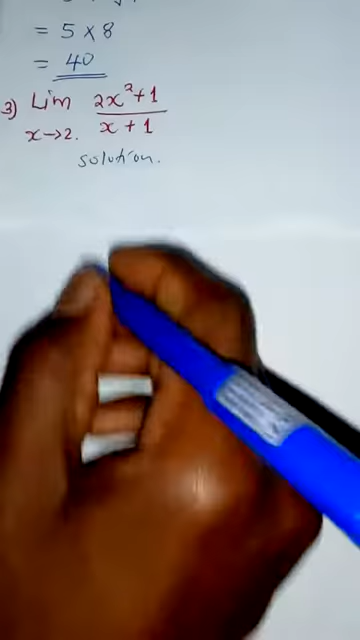 = 5 × 8
= 40
3) Lim 2x²+1
x→2. x + 1
solution.